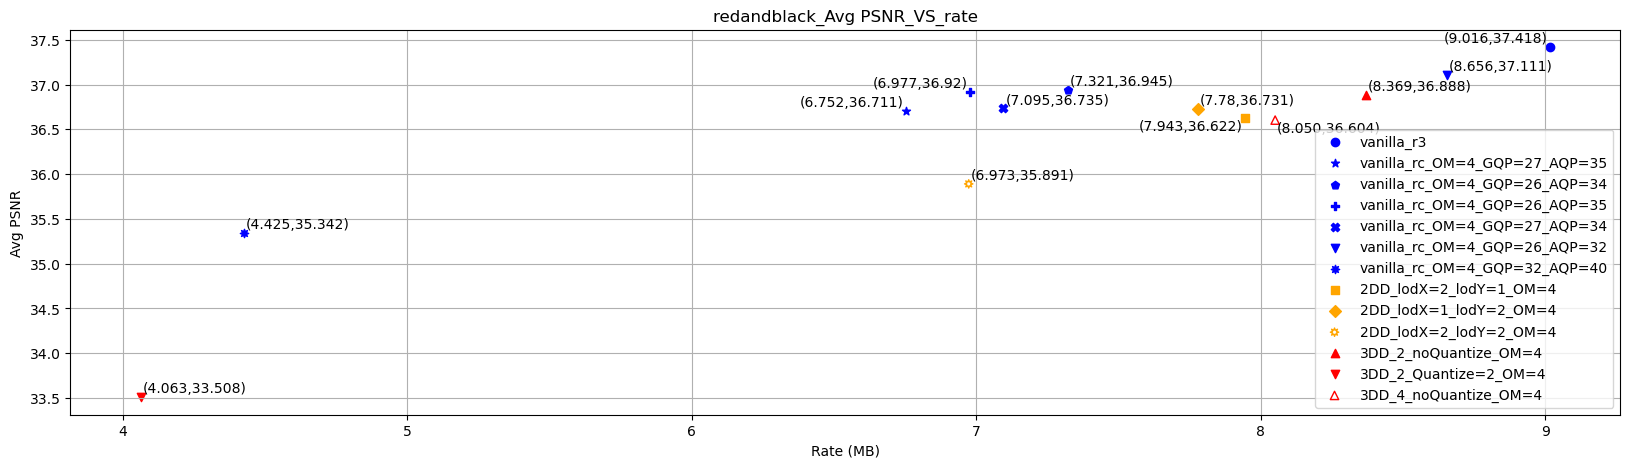 redandblack_Avg PSNR_VS_rate
Avg PSNR
37.5
37.0
36.5
36.0
35.5
35.0
34.5
34.0
33.5
(9.016,37.418)
(8.656,37.111)
(8.369,36.888)
(6.977,36.92)
(7.321,36.945)
(6.752,36.711)
(7.095,36.735)
(7.78,36.731)
(7.943,36.622)
(8.050,36.604)
(6.973,35.891)
(4.425,35.342)
(4.063,33.508)
vanilla_r3
vanilla_rc_OM=4_GQP=27_AQP=35
vanilla_rc_OM=4_GQP=26_AQP=34
vanilla_rc_OM=4_GQP=26_AQP=35
vanilla_rc_OM=4_GQP=27_AQP=34
vanilla_rc_OM=4_GQP=26_AQP=32
vanilla_rc_OM=4_GQP=32_AQP=40
2DD_lodX=2_lodY=1_OM=4
2DD_lodX=1_lodY=2_OM=4
2DD_lodX=2_lodY=2_OM=4
3DD_2_noQuantize_OM=4
3DD_2_Quantize=2_OM=4
3DD_4_noQuantize_OM=4
4 5 6 7 8 9
Rate (MB)